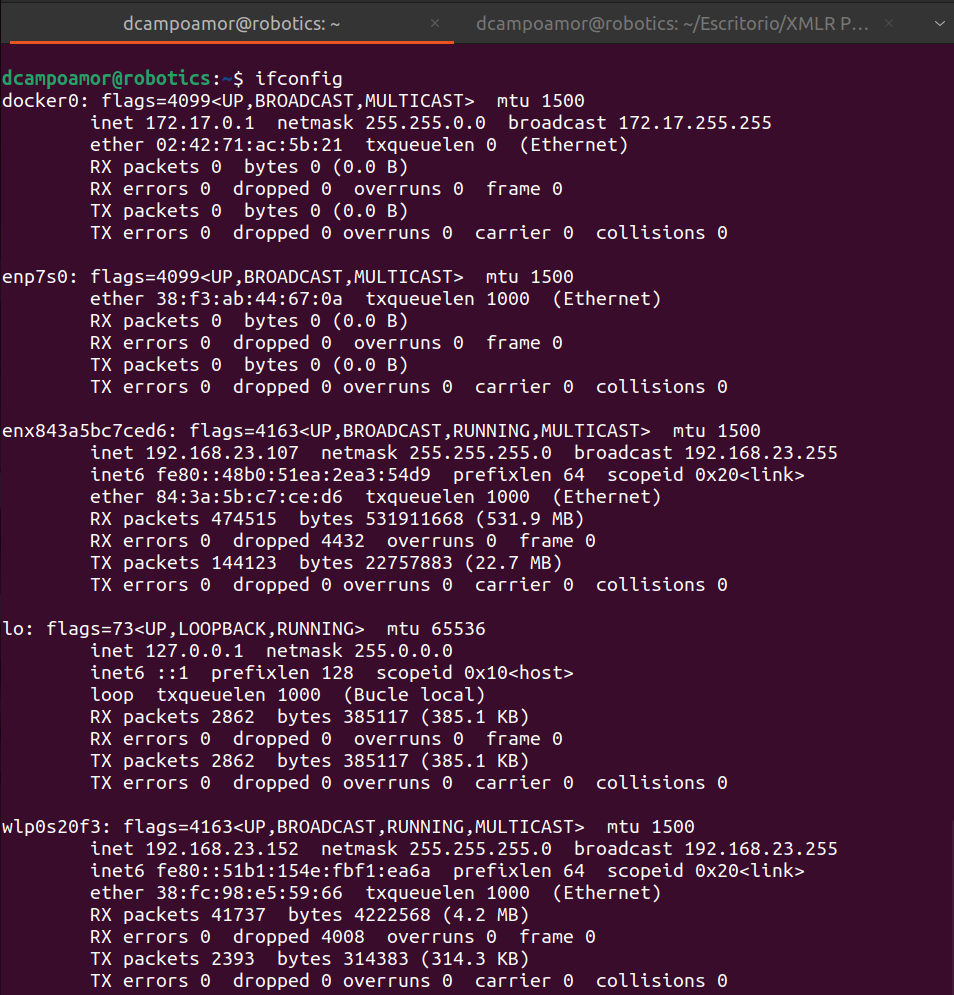 dcampoamor@robotics: ~ × dcampoamor@robotics: ~/Escritorio/XMLR P... ×
dcampoamor@robotics:~$ ifconfig
docker0: flags=4099<UP,BROADCAST,MULTICAST>  mtu 1500
        inet 172.17.0.1  netmask 255.255.0.0  broadcast 172.17.255.255
        ether 02:42:71:ac:5b:21  txqueuelen 0  (Ethernet)
        RX packets 0  bytes 0 (0.0 B)
        RX errors 0  dropped 0  overruns 0  frame 0
        TX packets 0  bytes 0 (0.0 B)
        TX errors 0  dropped 0 overruns 0  carrier 0  collisions 0
enp7s0: flags=4099<UP,BROADCAST,MULTICAST>  mtu 1500
        ether 38:f3:ab:44:67:0a  txqueuelen 1000  (Ethernet)
        RX packets 0  bytes 0 (0.0 B)
        RX errors 0  dropped 0  overruns 0  frame 0
        TX packets 0  bytes 0 (0.0 B)
        TX errors 0  dropped 0 overruns 0  carrier 0  collisions 0
enx843a5bc7ced6: flags=4163<UP,BROADCAST,RUNNING,MULTICAST>  mtu 1500
        inet 192.168.23.107  netmask 255.255.255.0  broadcast 192.168.23.255
        inet6 fe80::48b0:51ea:2ea3:54d9  prefixlen 64  scopeid 0x20<link>
        ether 84:3a:5b:c7:ce:d6  txqueuelen 1000  (Ethernet)
        RX packets 474515  bytes 531911668 (531.9 MB)
        RX errors 0  dropped 4432  overruns 0  frame 0
        TX packets 144123  bytes 22757883 (22.7 MB)
        TX errors 0  dropped 0 overruns 0  carrier 0  collisions 0
lo: flags=73<UP,LOOPBACK,RUNNING>  mtu 65536
        inet 127.0.0.1  netmask 255.0.0.0
        inet6 ::1  prefixlen 128  scopeid 0x10<host>
        loop  txqueuelen 1000  (Bucle local)
        RX packets 2862  bytes 385117 (385.1 KB)
        RX errors 0  dropped 0  overruns 0  frame 0
        TX packets 2862  bytes 385117 (385.1 KB)
        TX errors 0  dropped 0 overruns 0  carrier 0  collisions 0
wlp0s20f3: flags=4163<UP,BROADCAST,RUNNING,MULTICAST>  mtu 1500
        inet 192.168.23.152  netmask 255.255.255.0  broadcast 192.168.23.255
        inet6 fe80::51b1:154e:fbf1:ea6a  prefixlen 64  scopeid 0x20<link>
        ether 38:fc:98:e5:59:66  txqueuelen 1000  (Ethernet)
        RX packets 41737  bytes 4222568 (4.2 MB)
        RX errors 0  dropped 4008  overruns 0  frame 0
        TX packets 2393  bytes 314383 (314.3 KB)
        TX errors 0  dropped 0 overruns 0  carrier 0  collisions 0